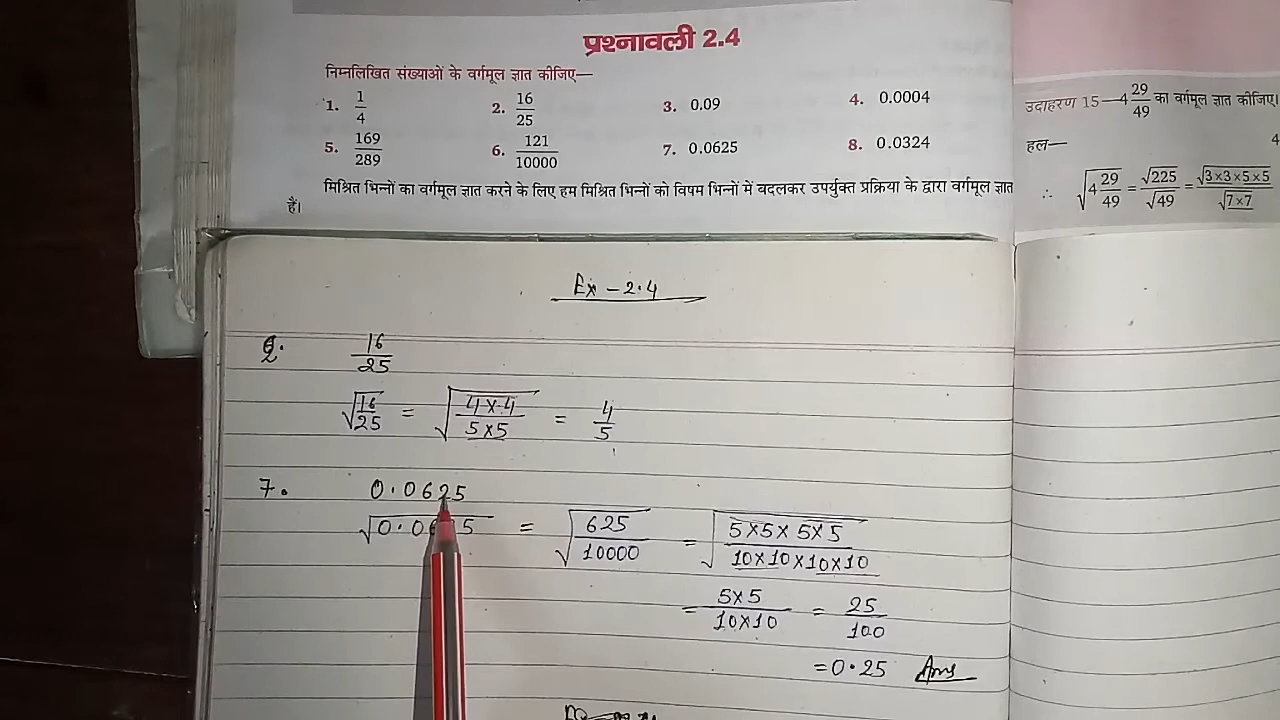 प्रश्नावली 2.4
निम्नलिखित संख्याओं के वर्गमूल ज्ञात कीजिए—
1. 1/4 2. 16/25 3. 0.09 4. 0.0004
5. 169/289 6. 121/10000 7. 0.0625 8. 0.0324
मिश्रित भिन्नों का वर्गमूल ज्ञात करने के लिए हम मिश्रित भिन्नों को विषम भिन्नों में बदलकर उपर्युक्त प्रक्रिया के द्वारा वर्गमूल ज्ञात
हैं।
उदाहरण 15—4 29/49 का वर्गमूल ज्ञात कीजिए।
हल— 4
∴ √(4 29/49) = √225/√49 = √(3×3×5×5)/√(7×7)
Ex – 2.4
2. 16/25
√(16/25) = √((4×4)/(5×5)) = 4/5
7. 0.0625
√0.0625 = √(625/10000) = √((5×5×5×5)/(10×10×10×10))
= (5×5)/(10×10) = 25/100
= 0.25 Ans